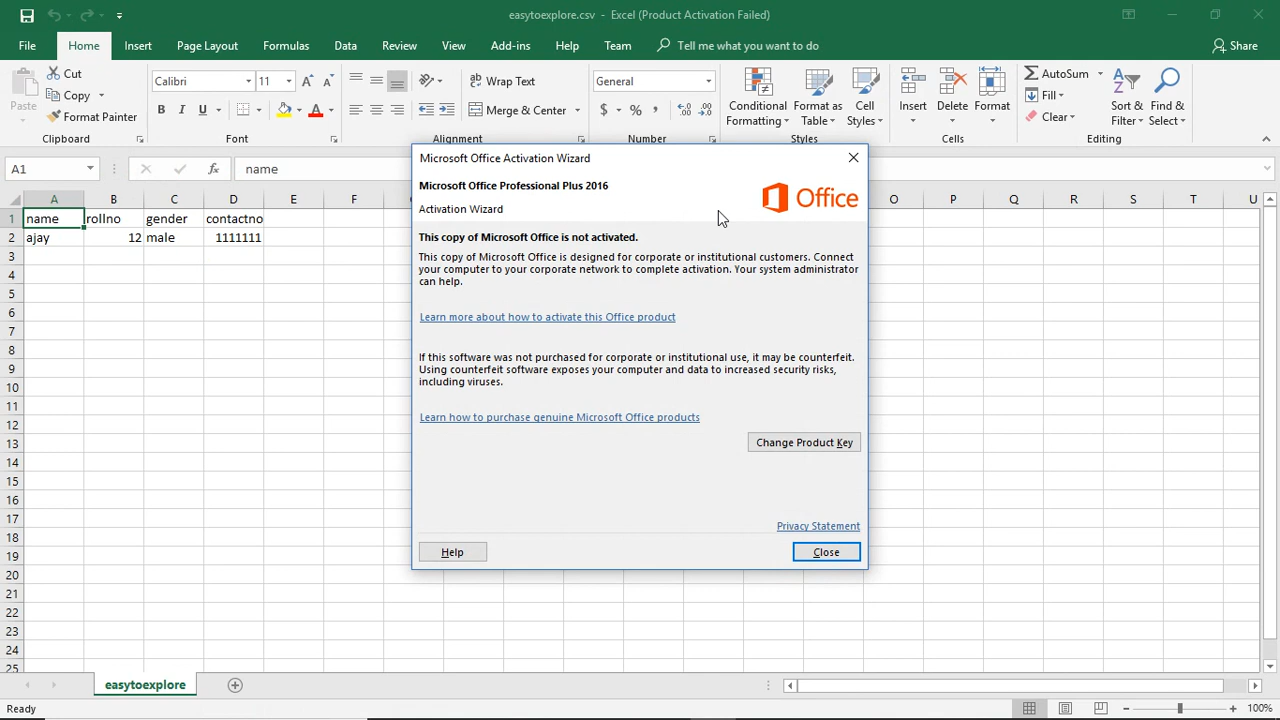 easytoexplore.csv - Excel (Product Activation Failed)
File Home Insert Page Layout Formulas Data Review View Add-ins Help Team Tell me what you want to do Share
Paste
Cut
Copy
Format Painter
Clipboard
Calibri 11
B I U A
Font
Wrap Text
Merge & Center
Alignment
General
$ % ,
Number
Conditional Formatting
Format as Table
Cell Styles
Styles
Insert
Delete
Format
Cells
AutoSum
Fill
Clear
Sort & Filter
Find & Select
Editing
A1 fx name
A B C D E F O P Q R S T U
1 name rollno gender contactno
2 ajay 12 male 1111111
3
4
5
6
7
8
9
10
11
12
13
14
15
16
17
18
19
20
21
22
23
24
25
Microsoft Office Activation Wizard
Microsoft Office Professional Plus 2016
Activation Wizard
Office
This copy of Microsoft Office is not activated.
This copy of Microsoft Office is designed for corporate or institutional customers. Connect
your computer to your corporate network to complete activation. Your system administrator
can help.
Learn more about how to activate this Office product
If this software was not purchased for corporate or institutional use, it may be counterfeit.
Using counterfeit software exposes your computer and data to increased security risks,
including viruses.
Learn how to purchase genuine Microsoft Office products
Change Product Key
Privacy Statement
Help Close
easytoexplore
Ready 100%